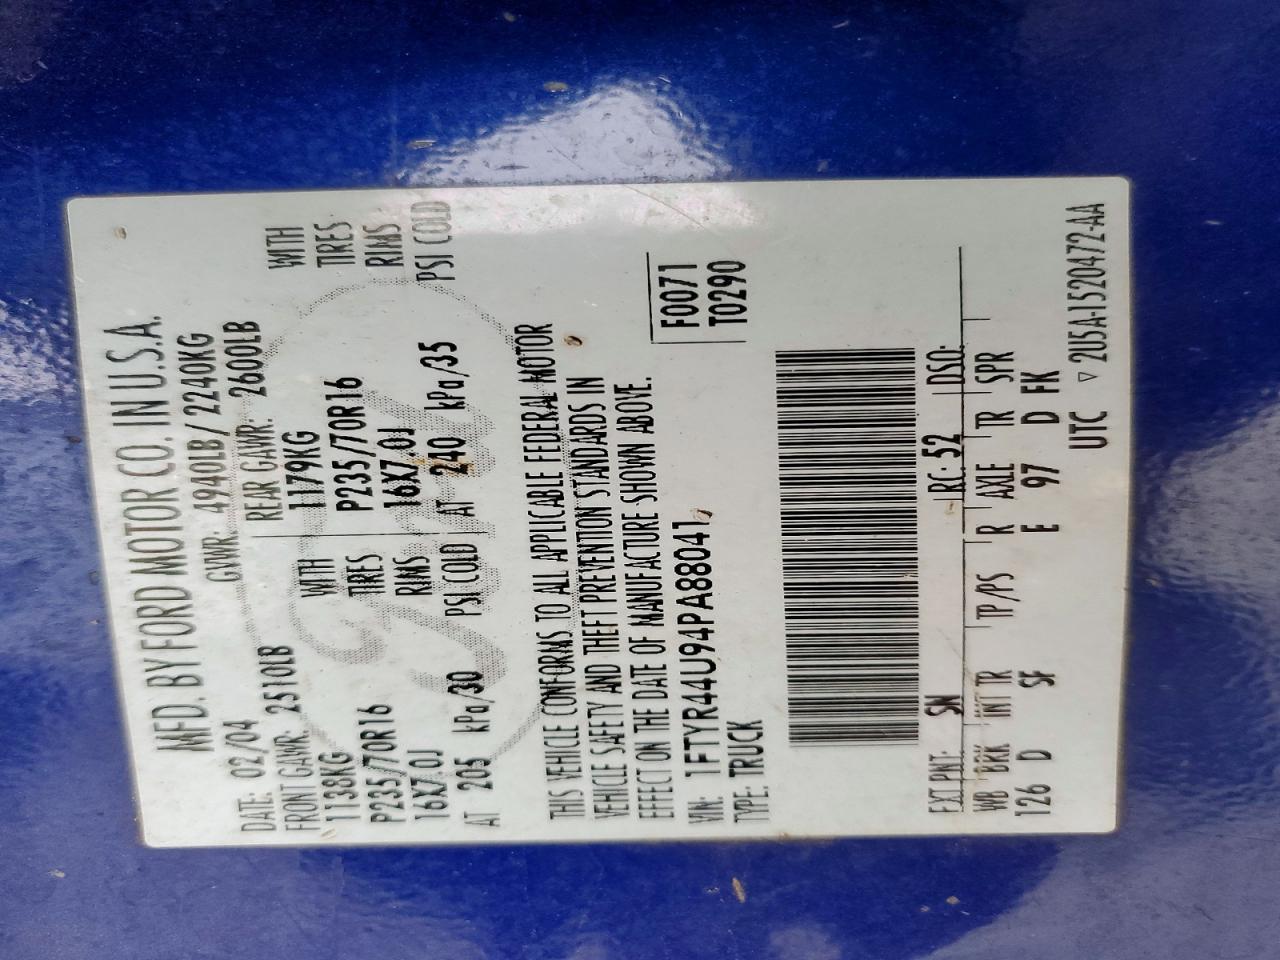 MFD. BY FORD MOTOR CO. IN U.S.A.
DATE: 02/04 GVWR: 4940LB/2240KG
FRONT GAWR: 2510LB REAR GAWR: 2600LB
1138KG WITH 1179KG WITH
P235/70R16 TIRES P235/70R16 TIRES
16X7.0J RIMS 16X7.0J RIMS
AT 205 kPa/30 PSI COLD AT 240 kPa/35 PSI COLD
THIS VEHICLE CONFORMS TO ALL APPLICABLE FEDERAL MOTOR
VEHICLE SAFETY AND THEFT PREVENTION STANDARDS IN
EFFECT ON THE DATE OF MANUFACTURE SHOWN ABOVE.
VIN: 1FTYR44U94PA88041 F0071
TYPE: TRUCK T0290
EXT PNT: SN RC: 52 DSO:
WB BRK INT TR TP/PS R AXLE TR SPR
126 D SF E 97 D FK
UTC ▽ 2U5A-1520472-AA